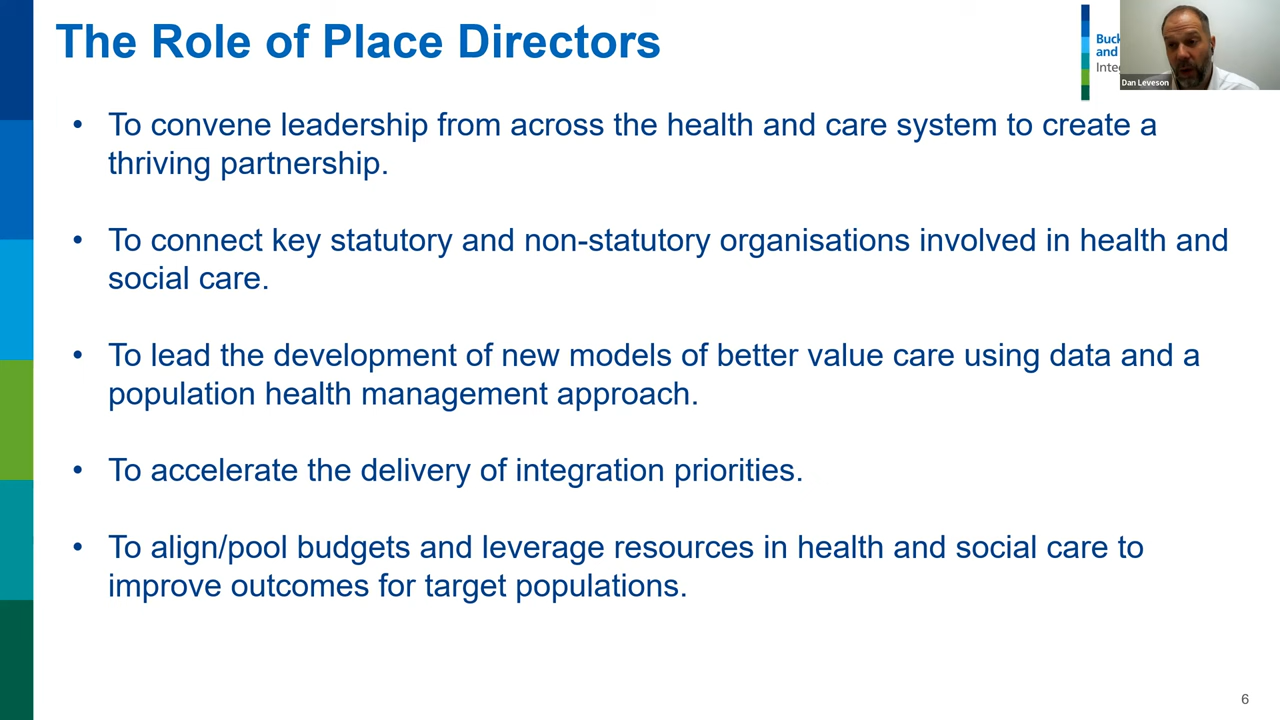 The Role of Place Directors
Buck
and
Inte
Dan Leveson
• To convene leadership from across the health and care system to create a
thriving partnership.
• To connect key statutory and non-statutory organisations involved in health and
social care.
• To lead the development of new models of better value care using data and a
population health management approach.
• To accelerate the delivery of integration priorities.
• To align/pool budgets and leverage resources in health and social care to
improve outcomes for target populations.
6